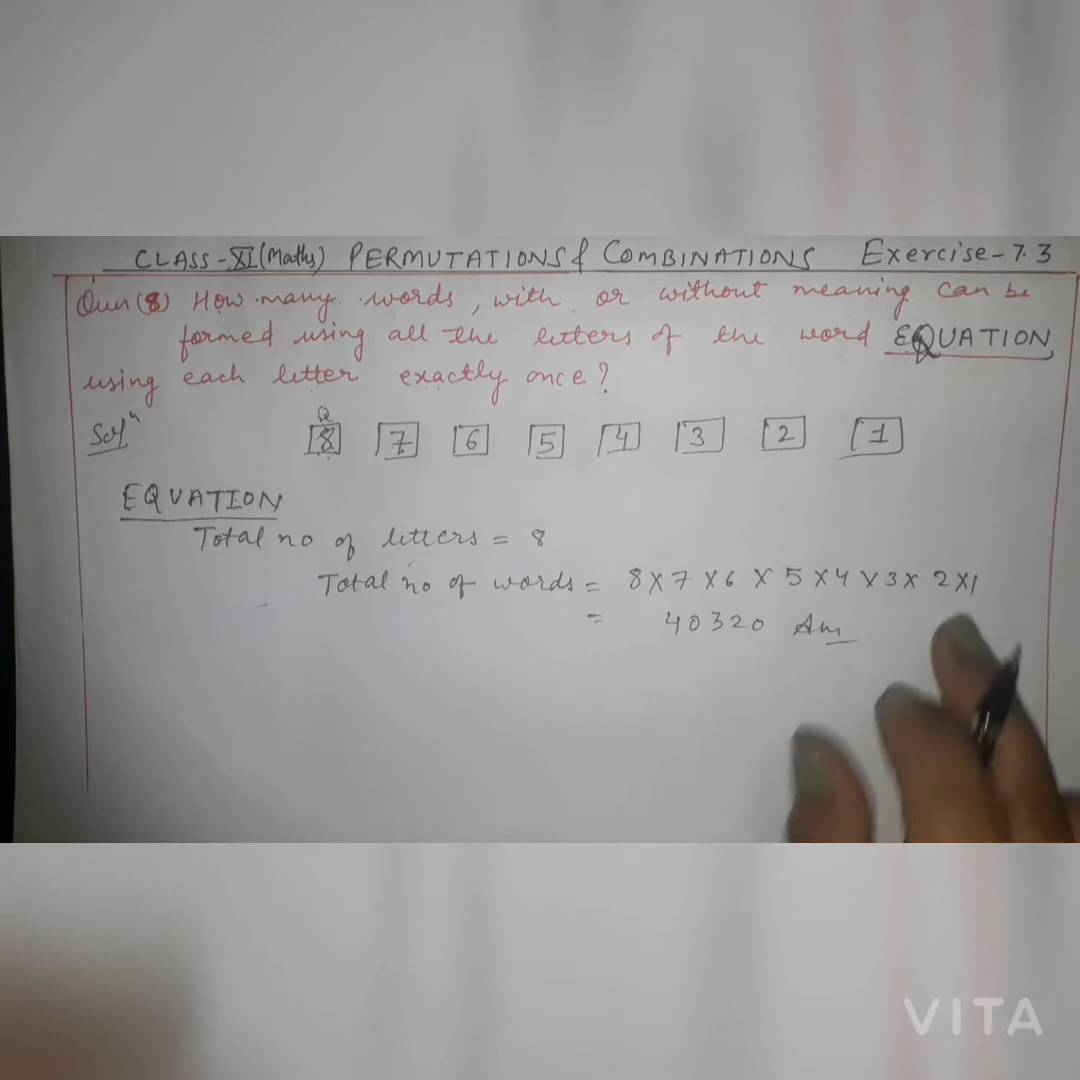 CLASS-XI (Maths) PERMUTATIONS & COMBINATIONS Exercise-7.3
Ques (8) How many words, with or without meaning can be
formed using all the letters of the word EQUATION,
using each letter exactly once?
Q
Solⁿ 8 7 6 5 4 3 2 1
EQUATION
Total no of letters = 8
Total no of words = 8 X 7 X 6 X 5 X 4 X 3 X 2 X 1
= 40320 Ans
VITA